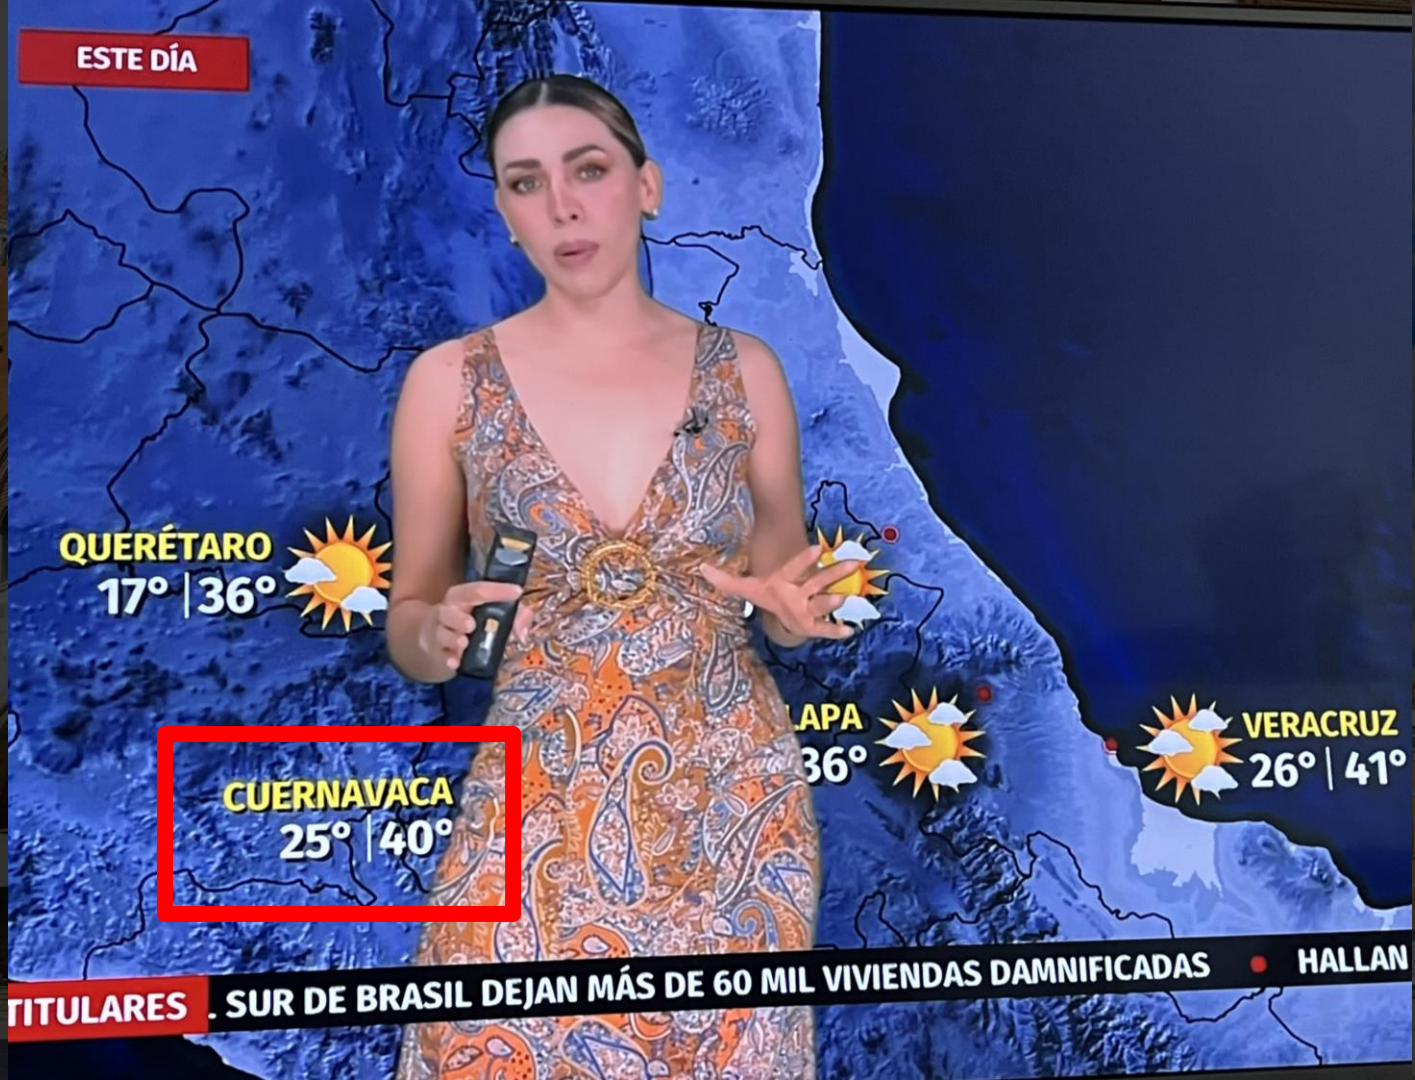 ESTE DÍA
QUERÉTARO
17° | 36°
LAPA
36°
VERACRUZ
26° | 41°
CUERNAVACA
25° | 40°
TITULARES
. SUR DE BRASIL DEJAN MÁS DE 60 MIL VIVIENDAS DAMNIFICADAS • HALLAN